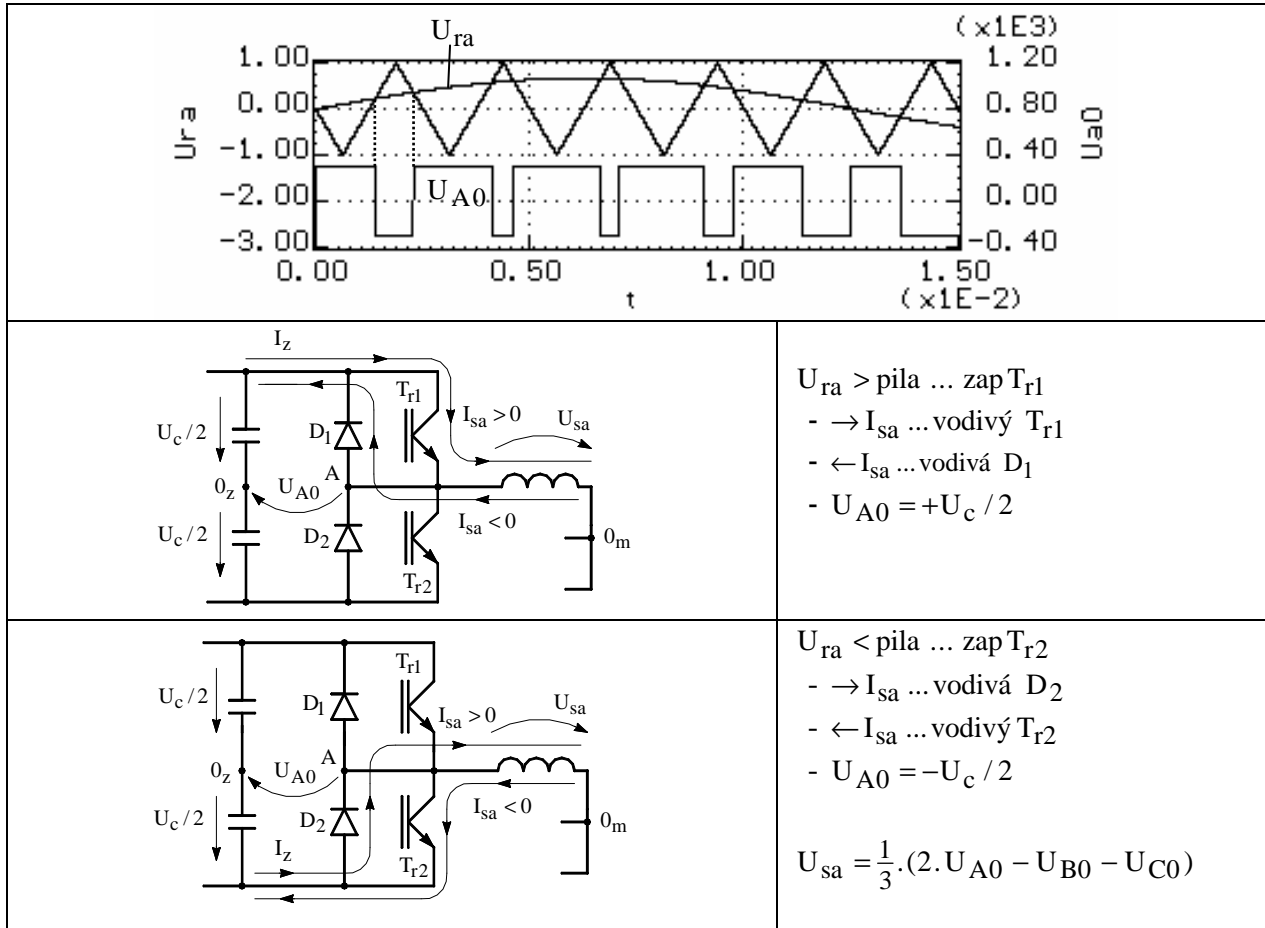 U_ra
(x1E3)
1.00
0.00
-1.00
-2.00
-3.00
Ura
1.20
0.80
0.40
0.00
-0.40
Ua0
U_A0
0.00 0.50 1.00 1.50
t (x1E-2)
I_z
T_r1
I_sa > 0
U_sa
U_c / 2
D_1
A
0_z
U_A0
I_sa < 0
U_c / 2
D_2
0_m
T_r2
U_ra > pila ... zap T_r1
- → I_sa ... vodivý T_r1
- ← I_sa ... vodivá D_1
- U_A0 = +U_c / 2
T_r1
U_c / 2
D_1
I_sa > 0
U_sa
A
0_z
U_A0
U_c / 2
D_2
I_sa < 0
0_m
I_z
T_r2
U_ra < pila ... zap T_r2
- → I_sa ... vodivá D_2
- ← I_sa ... vodivý T_r2
- U_A0 = −U_c / 2
U_sa = 1/3 .(2. U_A0 − U_B0 − U_C0)